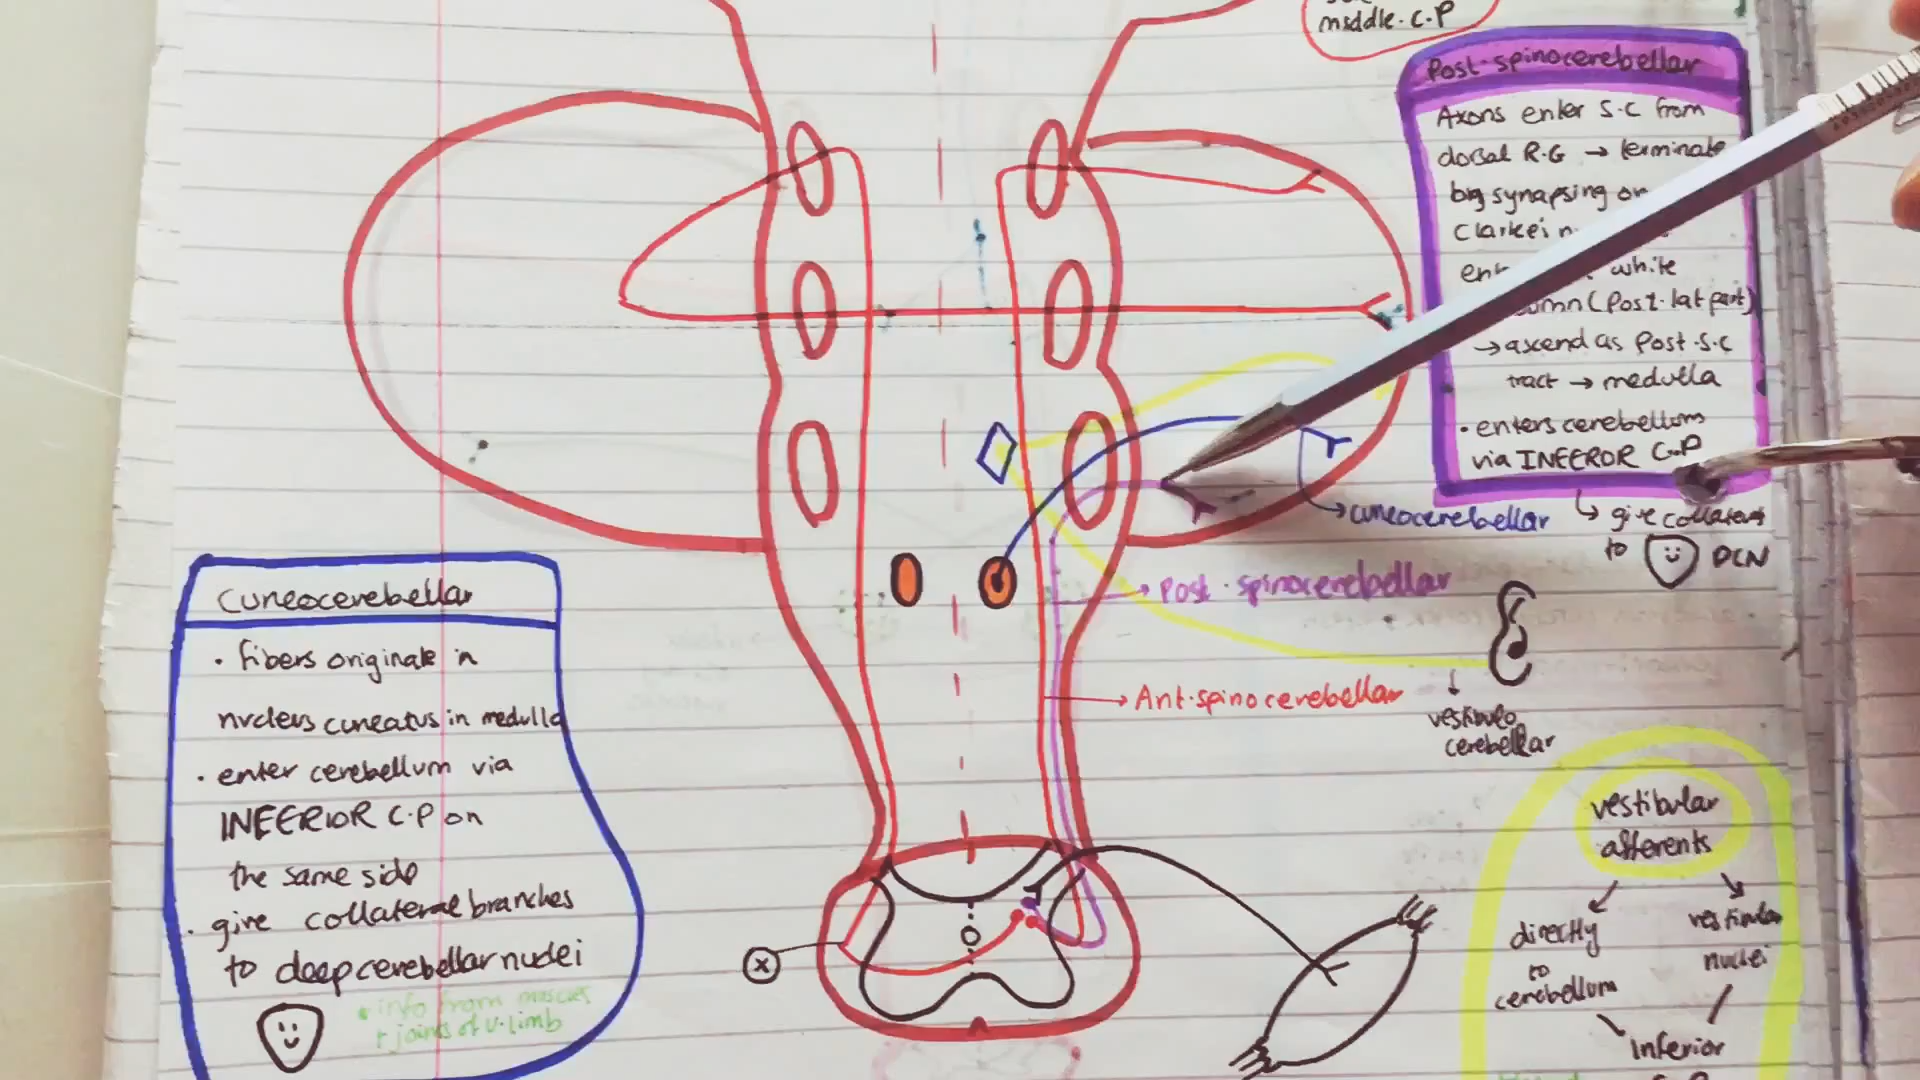 middle. C.P
Post. spinocerebellar
Axons enter S.C from
dorsal R.G → terminate
by synapsing on
Clarke's n.
white
(Post. lat part)
→ ascend as Post. S.C
tract → medulla
• enters cerebellum
via INFEROR C.P
↳ give collaterals
to DCN
cuneocerebellar
Post. spinocerebellar
Ant. spinocerebellar
vestibulo
cerebellar
cuneocerebellar
• fibers originate in
nucleus cuneatus in medulla
• enter cerebellum via
INFERIOR C.P on
the same side
• give collateral branches
to deep cerebellar nuclei
• info from muscles
+ joints of U.limb
X
vestibular
afferents
directly
to
cerebellum
vestibular
nuclei
Inferior